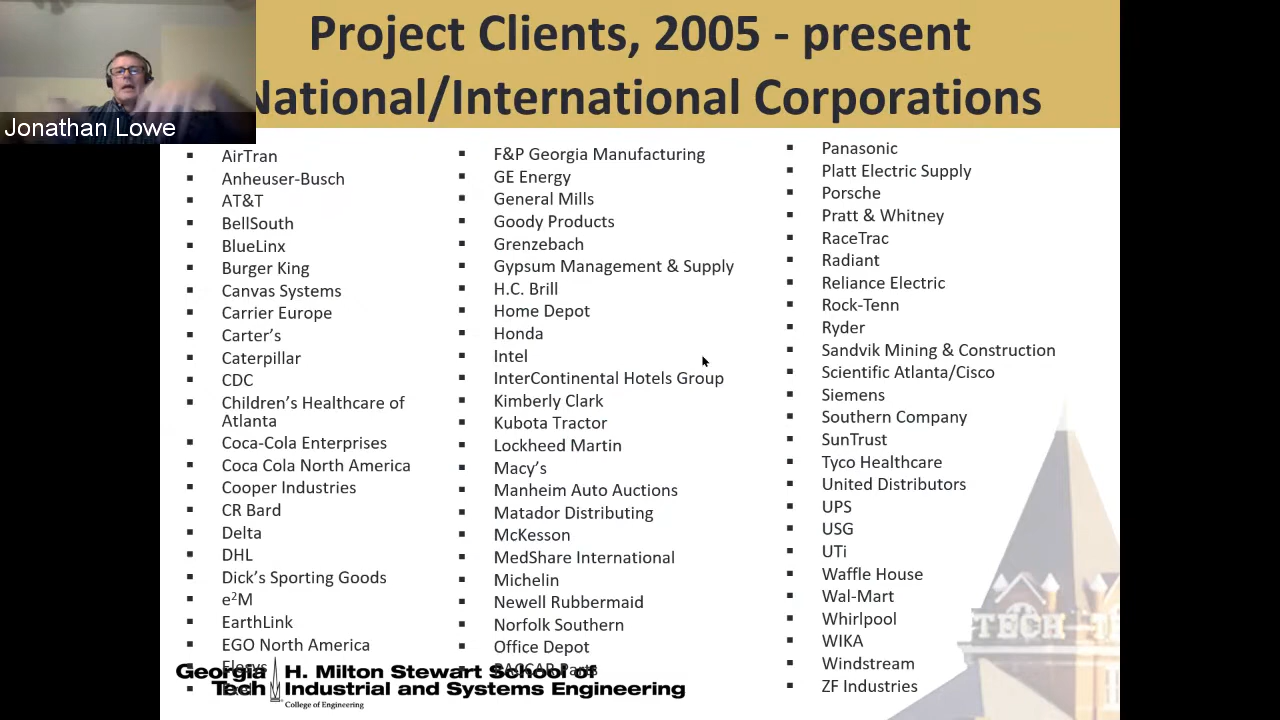 Project Clients, 2005 - present
National/International Corporations
Jonathan Lowe
AirTran
Anheuser-Busch
AT&T
BellSouth
BlueLinx
Burger King
Canvas Systems
Carrier Europe
Carter's
Caterpillar
CDC
Children's Healthcare of
Atlanta
Coca-Cola Enterprises
Coca Cola North America
Cooper Industries
CR Bard
Delta
DHL
Dick's Sporting Goods
e²M
EarthLink
EGO North America
F&P Georgia Manufacturing
GE Energy
General Mills
Goody Products
Grenzebach
Gypsum Management & Supply
H.C. Brill
Home Depot
Honda
Intel
InterContinental Hotels Group
Kimberly Clark
Kubota Tractor
Lockheed Martin
Macy's
Manheim Auto Auctions
Matador Distributing
McKesson
MedShare International
Michelin
Newell Rubbermaid
Norfolk Southern
Office Depot
PACCAR Parts
Panasonic
Platt Electric Supply
Porsche
Pratt & Whitney
RaceTrac
Radiant
Reliance Electric
Rock-Tenn
Ryder
Sandvik Mining & Construction
Scientific Atlanta/Cisco
Siemens
Southern Company
SunTrust
Tyco Healthcare
United Distributors
UPS
USG
UTi
Waffle House
Wal-Mart
Whirlpool
WIKA
Windstream
ZF Industries
TECH
Georgia
Tech
H. Milton Stewart School of
Industrial and Systems Engineering
College of Engineering